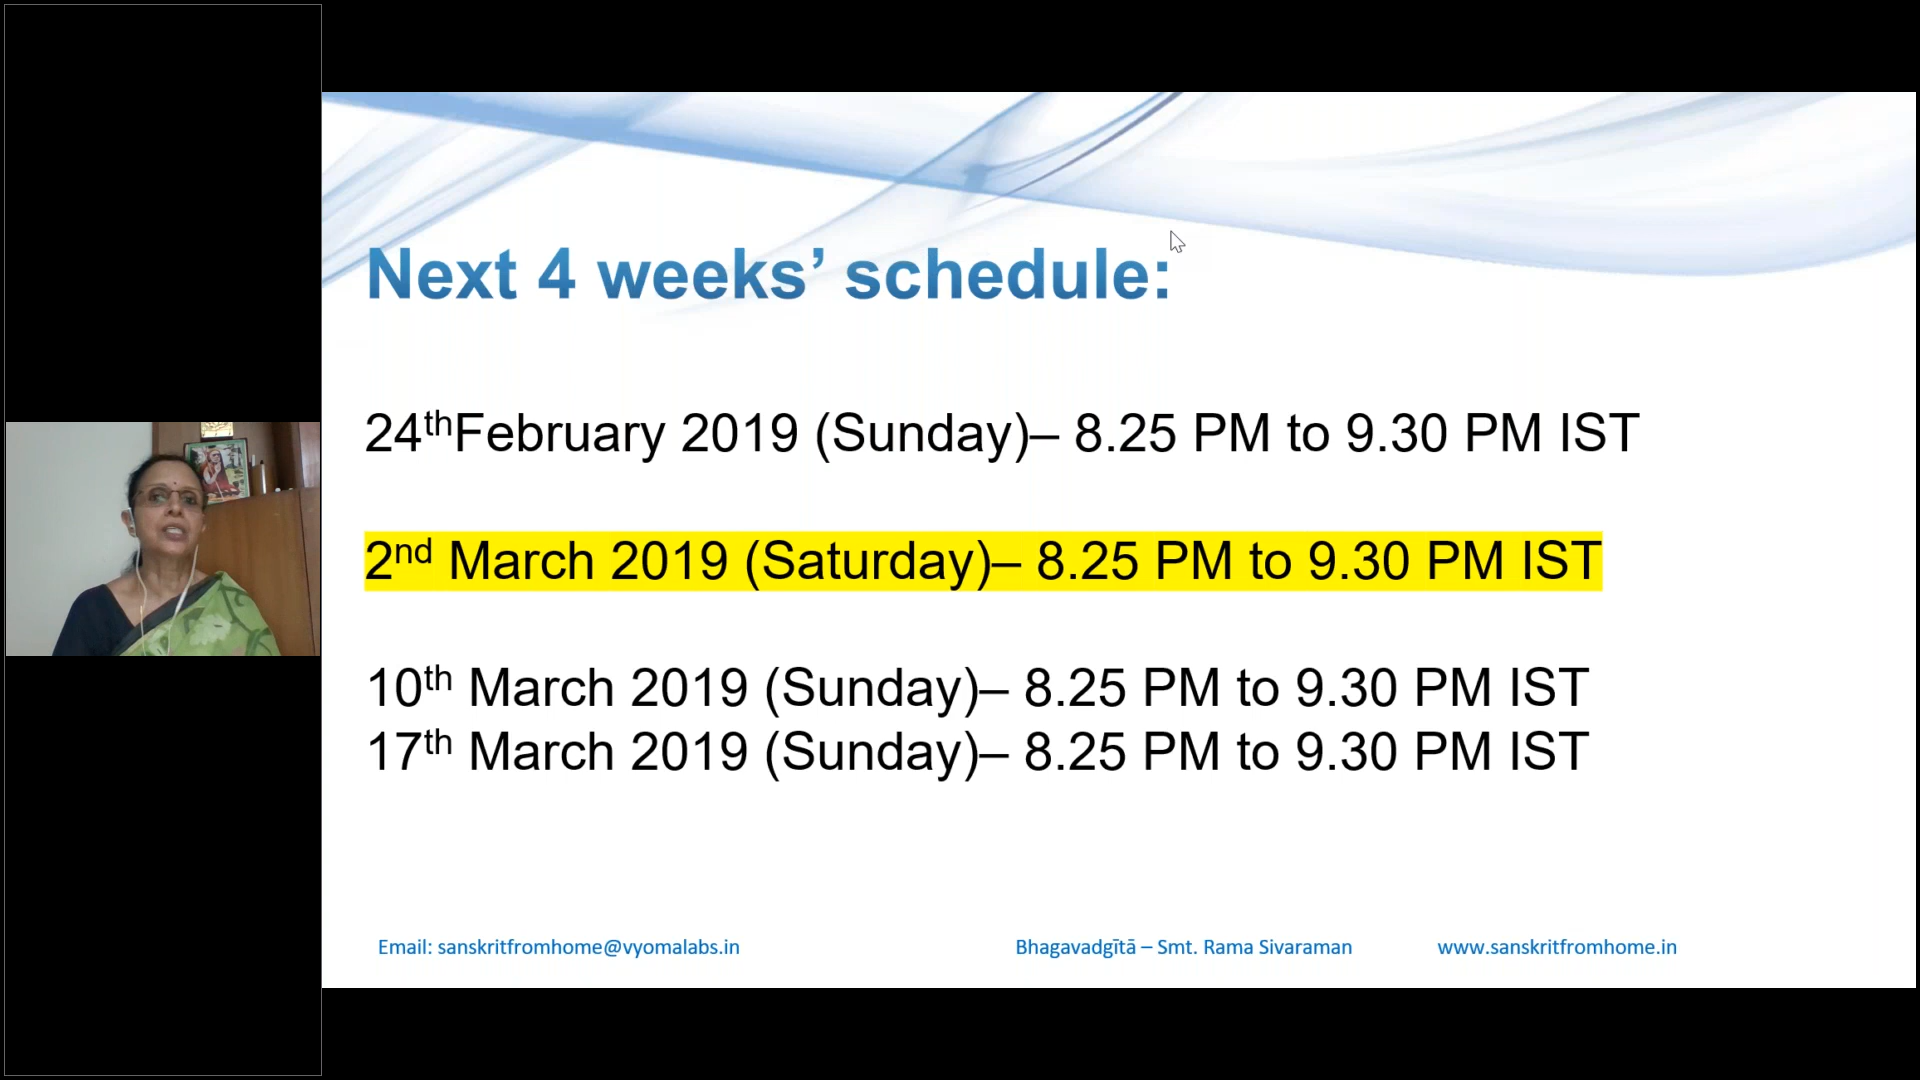 Next 4 weeks’ schedule:
24thFebruary 2019 (Sunday)– 8.25 PM to 9.30 PM IST
2nd March 2019 (Saturday)– 8.25 PM to 9.30 PM IST
10th March 2019 (Sunday)– 8.25 PM to 9.30 PM IST
17th March 2019 (Sunday)– 8.25 PM to 9.30 PM IST
Email: sanskritfromhome@vyomalabs.in Bhagavadgītā – Smt. Rama Sivaraman www.sanskritfromhome.in